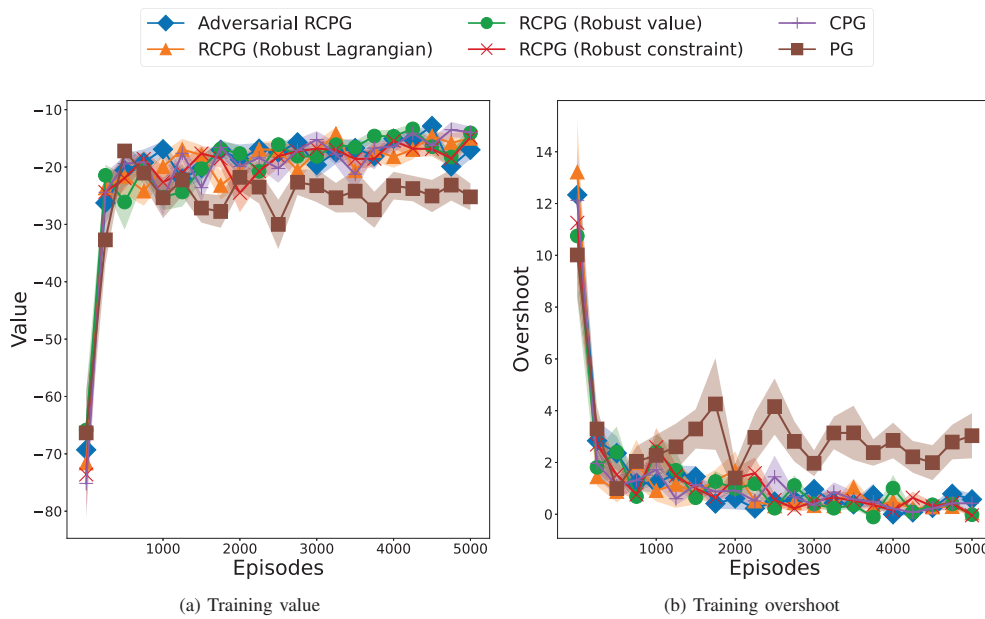 Adversarial RCPG
RCPG (Robust value)
CPG
RCPG (Robust Lagrangian)
RCPG (Robust constraint)
PG
−10
−20
−30
−40
−50
−60
−70
−80
Value
1000
2000
3000
4000
5000
Episodes
(a) Training value
14
12
10
8
6
4
2
0
Overshoot
1000
2000
3000
4000
5000
Episodes
(b) Training overshoot